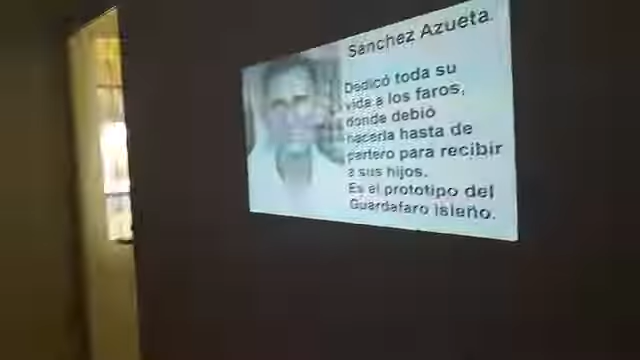 Sánchez Azueta.
Dedicó toda su
vida a los faros,
donde debió
hacerla hasta de
partero para recibir
a sus hijos.
Es el prototipo del
Guardafaro Isleño.